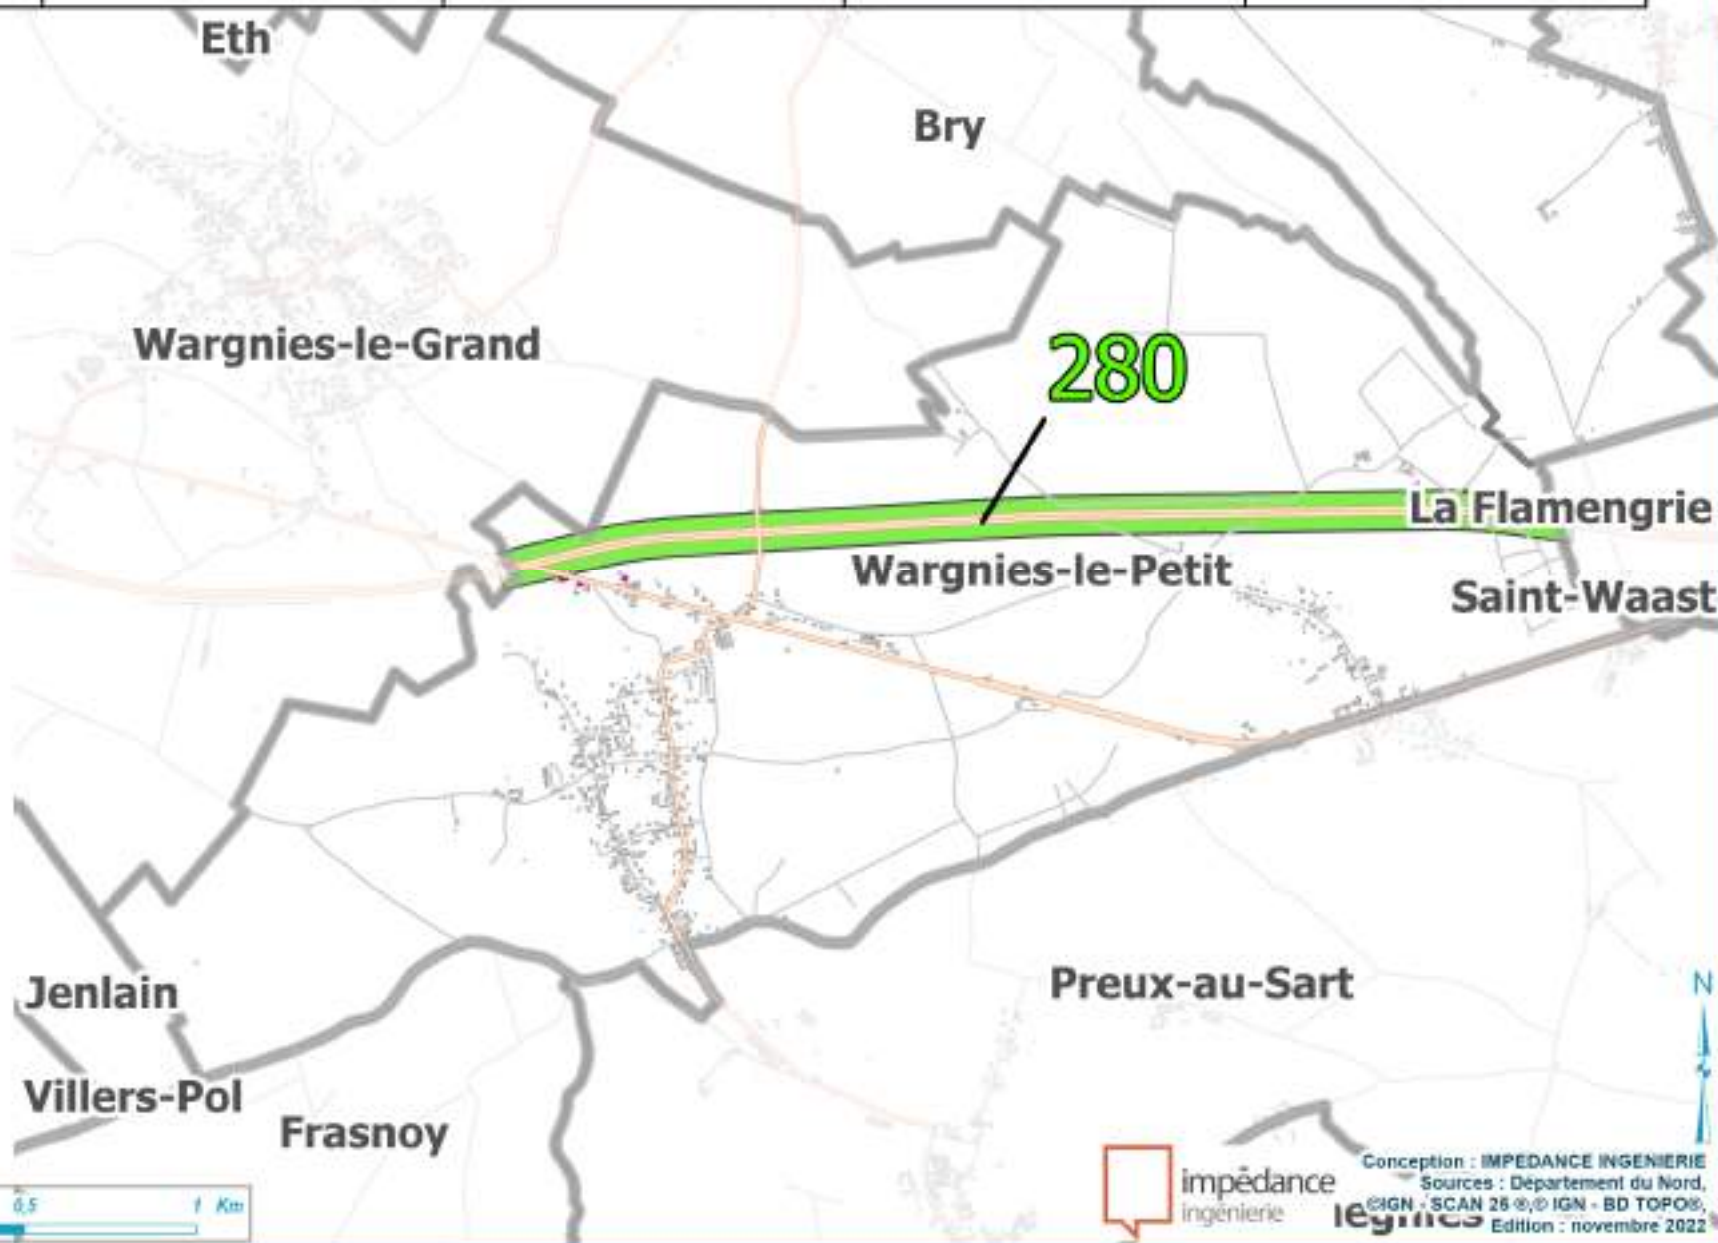 Eth
Bry
Wargnies-le-Grand
280
La Flamengrie
Wargnies-le-Petit
Saint-Waast
Jenlain
Preux-au-Sart
N
Villers-Pol
Frasnoy
0,5 1 Km
impédance
ingénierie
Conception : IMPEDANCE INGENIERIE
Sources : Département du Nord,
©IGN - SCAN 25 ®,© IGN - BD TOPO®,
Edition : novembre 2022